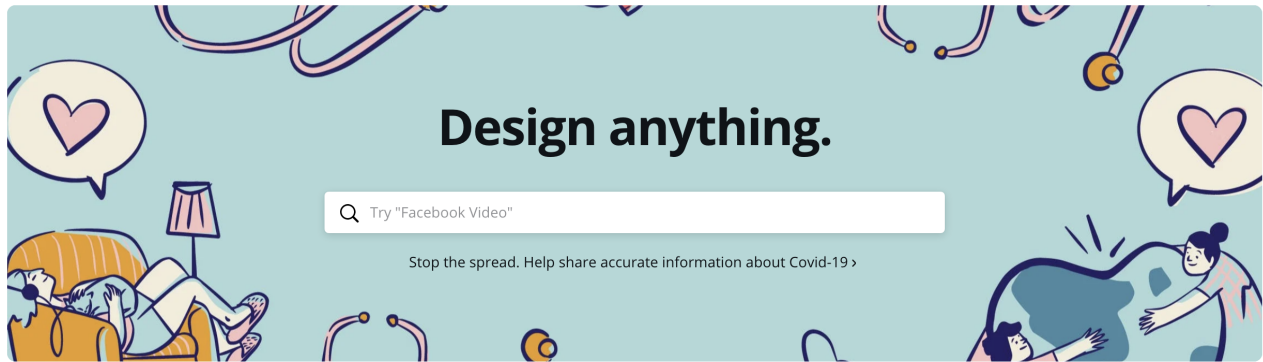 Design anything.
Try "Facebook Video"
Stop the spread. Help share accurate information about Covid-19 ›